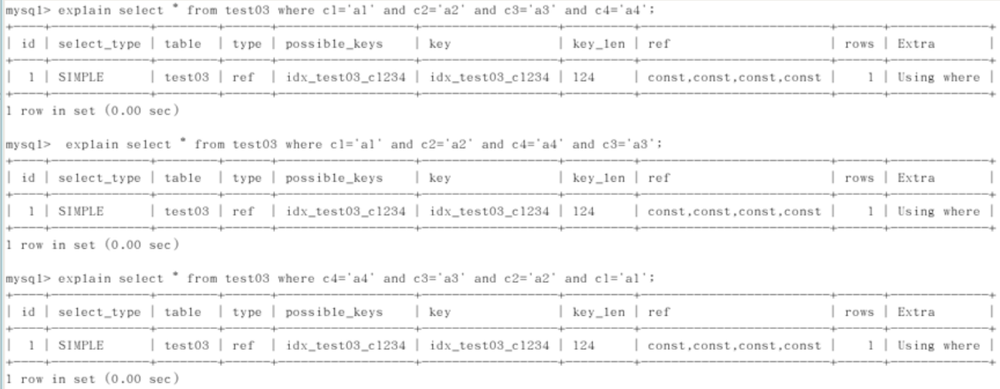 mysql> explain select * from test03 where c1='a1' and c2='a2' and c3='a3' and c4='a4';
| id | select_type | table | type | possible_keys | key | key_len | ref | rows | Extra |
| 1 | SIMPLE | test03 | ref | idx_test03_c1234 | idx_test03_c1234 | 124 | const,const,const,const | 1 | Using where |
1 row in set (0.00 sec)
mysql> explain select * from test03 where c1='a1' and c2='a2' and c4='a4' and c3='a3';
| id | select_type | table | type | possible_keys | key | key_len | ref | rows | Extra |
| 1 | SIMPLE | test03 | ref | idx_test03_c1234 | idx_test03_c1234 | 124 | const,const,const,const | 1 | Using where |
1 row in set (0.00 sec)
mysql> explain select * from test03 where c4='a4' and c3='a3' and c2='a2' and c1='a1';
| id | select_type | table | type | possible_keys | key | key_len | ref | rows | Extra |
| 1 | SIMPLE | test03 | ref | idx_test03_c1234 | idx_test03_c1234 | 124 | const,const,const,const | 1 | Using where |
1 row in set (0.00 sec)